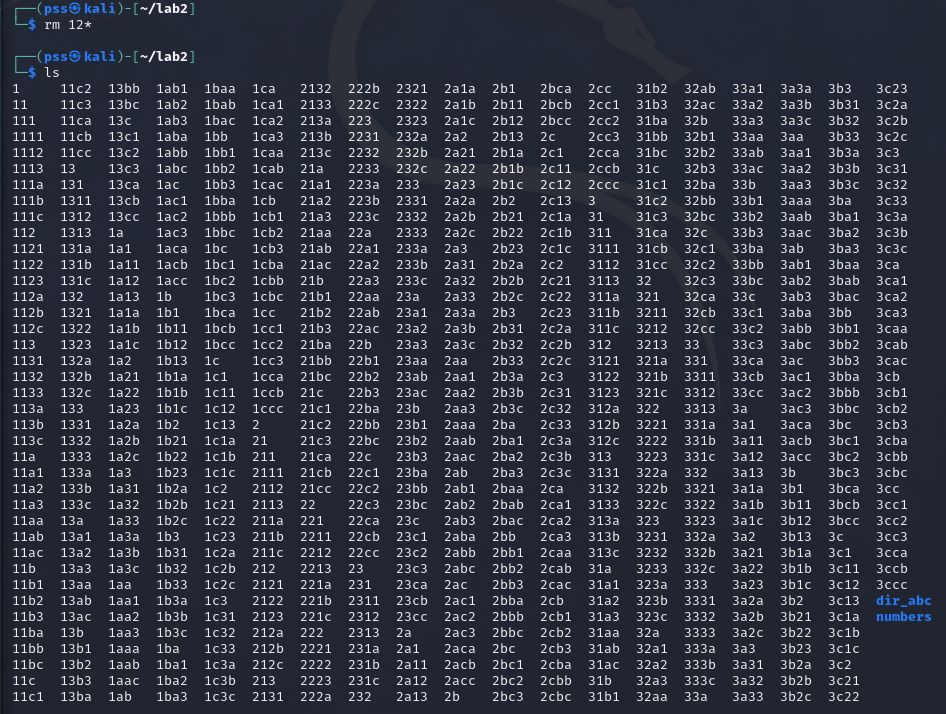 ┌──(pss㉿kali)-[~/lab2]
└─$ rm 12*
┌──(pss㉿kali)-[~/lab2]
└─$ ls
1 11c2 13bb 1ab1 1baa 1ca 2132 222b 2321 2a1a 2b1 2bca 2cc 31b2 32ab 33a1 3a3a 3b3 3c23
11 11c3 13bc 1ab2 1bab 1ca1 2133 222c 2322 2a1b 2b11 2bcb 2cc1 31b3 32ac 33a2 3a3b 3b31 3c2a
111 11ca 13c 1ab3 1bac 1ca2 213a 223 2323 2a1c 2b12 2bcc 2cc2 31ba 32b 33a3 3a3c 3b32 3c2b
1111 11cb 13c1 1aba 1bb 1ca3 213b 2231 232a 2a2 2b13 2c 2cc3 31bb 32b1 33aa 3aa 3b33 3c2c
1112 11cc 13c2 1abb 1bb1 1caa 213c 2232 232b 2a21 2b1a 2c1 2cca 31bc 32b2 33ab 3aa1 3b3a 3c3
1113 13 13c3 1abc 1bb2 1cab 21a 2233 232c 2a22 2b1b 2c11 2ccb 31c 32b3 33ac 3aa2 3b3b 3c31
111a 131 13ca 1ac 1bb3 1cac 21a1 223a 233 2a23 2b1c 2c12 2ccc 31c1 32ba 33b 3aa3 3b3c 3c32
111b 1311 13cb 1ac1 1bba 1cb 21a2 223b 2331 2a2a 2b2 2c13 3 31c2 32bb 33b1 3aaa 3ba 3c33
111c 1312 13cc 1ac2 1bbb 1cb1 21a3 223c 2332 2a2b 2b21 2c1a 31 31c3 32bc 33b2 3aab 3ba1 3c3a
112 1313 1a 1ac3 1bbc 1cb2 21aa 22a 2333 2a2c 2b22 2c1b 311 31ca 32c 33b3 3aac 3ba2 3c3b
1121 131a 1a1 1aca 1bc 1cb3 21ab 22a1 233a 2a3 2b23 2c1c 3111 31cb 32c1 33ba 3ab 3ba3 3c3c
1122 131b 1a11 1acb 1bc1 1cba 21ac 22a2 233b 2a31 2b2a 2c2 3112 31cc 32c2 33bb 3ab1 3baa 3ca
1123 131c 1a12 1acc 1bc2 1cbb 21b 22a3 233c 2a32 2b2b 2c21 3113 32 32c3 33bc 3ab2 3bab 3ca1
112a 132 1a13 1b 1bc3 1cbc 21b1 22aa 23a 2a33 2b2c 2c22 311a 321 32ca 33c 3ab3 3bac 3ca2
112b 1321 1a1a 1b1 1bca 1cc 21b2 22ab 23a1 2a3a 2b3 2c23 311b 3211 32cb 33c1 3aba 3bb 3ca3
112c 1322 1a1b 1b11 1bcb 1cc1 21b3 22ac 23a2 2a3b 2b31 2c2a 311c 3212 32cc 33c2 3abb 3bb1 3caa
113 1323 1a1c 1b12 1bcc 1cc2 21ba 22b 23a3 2a3c 2b32 2c2b 312 3213 33 33c3 3abc 3bb2 3cab
1131 132a 1a2 1b13 1c 1cc3 21bb 22b1 23aa 2aa 2b33 2c2c 3121 321a 331 33ca 3ac 3bb3 3cac
1132 132b 1a21 1b1a 1c1 1cca 21bc 22b2 23ab 2aa1 2b3a 2c3 3122 321b 3311 33cb 3ac1 3bba 3cb
1133 132c 1a22 1b1b 1c11 1ccb 21c 22b3 23ac 2aa2 2b3b 2c31 3123 321c 3312 33cc 3ac2 3bbb 3cb1
113a 133 1a23 1b1c 1c12 1ccc 21c1 22ba 23b 2aa3 2b3c 2c32 312a 322 3313 3a 3ac3 3bbc 3cb2
113b 1331 1a2a 1b2 1c13 2 21c2 22bb 23b1 2aaa 2ba 2c33 312b 3221 331a 3a1 3aca 3bc 3cb3
113c 1332 1a2b 1b21 1c1a 21 21c3 22bc 23b2 2aab 2ba1 2c3a 312c 3222 331b 3a11 3acb 3bc1 3cba
11a 1333 1a2c 1b22 1c1b 211 21ca 22c 23b3 2aac 2ba2 2c3b 313 3223 331c 3a12 3acc 3bc2 3cbb
11a1 133a 1a3 1b23 1c1c 2111 21cb 22c1 23ba 2ab 2ba3 2c3c 3131 322a 332 3a13 3b 3bc3 3cbc
11a2 133b 1a31 1b2a 1c2 2112 21cc 22c2 23bb 2ab1 2baa 2ca 3132 322b 3321 3a1a 3b1 3bca 3cc
11a3 133c 1a32 1b2b 1c21 2113 22 22c3 23bc 2ab2 2bab 2ca1 3133 322c 3322 3a1b 3b11 3bcb 3cc1
11aa 13a 1a33 1b2c 1c22 211a 221 22ca 23c 2ab3 2bac 2ca2 313a 323 3323 3a1c 3b12 3bcc 3cc2
11ab 13a1 1a3a 1b3 1c23 211b 2211 22cb 23c1 2aba 2bb 2ca3 313b 3231 332a 3a2 3b13 3c 3cc3
11ac 13a2 1a3b 1b31 1c2a 211c 2212 22cc 23c2 2abb 2bb1 2caa 313c 3232 332b 3a21 3b1a 3c1 3cca
11b 13a3 1a3c 1b32 1c2b 212 2213 23 23c3 2abc 2bb2 2cab 31a 3233 332c 3a22 3b1b 3c11 3ccb
11b1 13aa 1aa 1b33 1c2c 2121 221a 231 23ca 2ac 2bb3 2cac 31a1 323a 333 3a23 3b1c 3c12 3ccc
11b2 13ab 1aa1 1b3a 1c3 2122 221b 2311 23cb 2ac1 2bba 2cb 31a2 323b 3331 3a2a 3b2 3c13 dir_abc
11b3 13ac 1aa2 1b3b 1c31 2123 221c 2312 23cc 2ac2 2bbb 2cb1 31a3 323c 3332 3a2b 3b21 3c1a numbers
11ba 13b 1aa3 1b3c 1c32 212a 222 2313 2a 2ac3 2bbc 2cb2 31aa 32a 3333 3a2c 3b22 3c1b
11bb 13b1 1aaa 1ba 1c33 212b 2221 231a 2a1 2aca 2bc 2cb3 31ab 32a1 333a 3a3 3b23 3c1c
11bc 13b2 1aab 1ba1 1c3a 212c 2222 231b 2a11 2acb 2bc1 2cba 31ac 32a2 333b 3a31 3b2a 3c2
11c 13b3 1aac 1ba2 1c3b 213 2223 231c 2a12 2acc 2bc2 2cbb 31b 32a3 333c 3a32 3b2b 3c21
11c1 13ba 1ab 1ba3 1c3c 2131 222a 232 2a13 2b 2bc3 2cbc 31b1 32aa 33a 3a33 3b2c 3c22